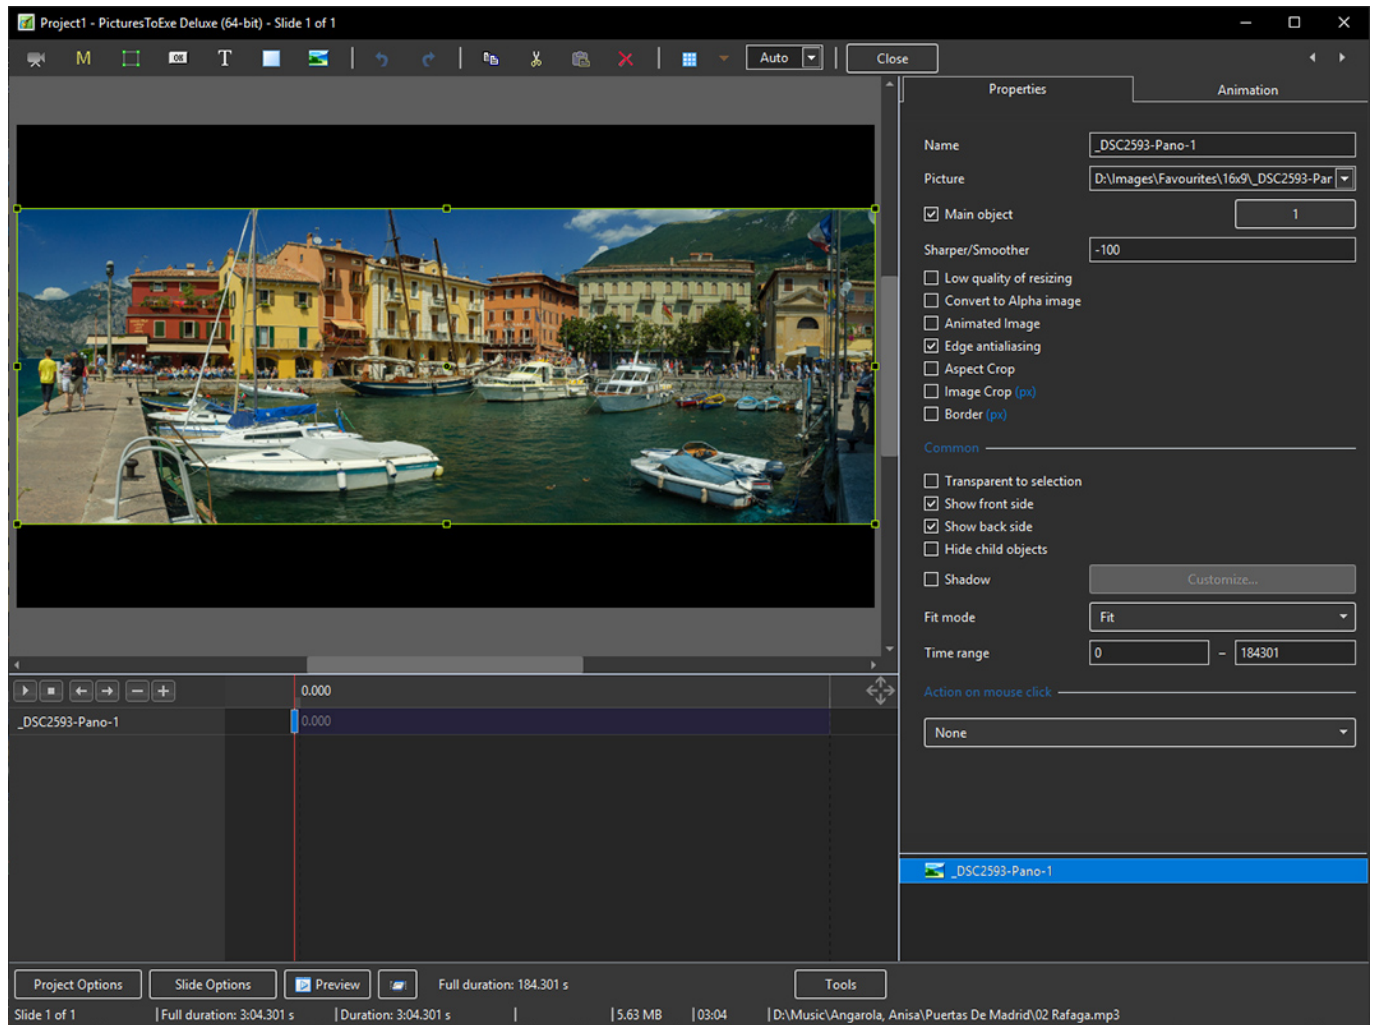 Project1 - PicturesToExe Deluxe (64-bit) - Slide 1 of 1
M OK T Auto Close
Properties Animation
Name _DSC2593-Pano-1
Picture D:\Images\Favourites\16x9\_DSC2593-Par
Main object 1
Sharper/Smoother -100
Low quality of resizing
Convert to Alpha image
Animated Image
Edge antialiasing
Aspect Crop
Image Crop (px)
Border (px)
Common
Transparent to selection
Show front side
Show back side
Hide child objects
Shadow Customize...
Fit mode Fit
Time range 0 – 184301
Action on mouse click
None
0.000
_DSC2593-Pano-1 0.000
_DSC2593-Pano-1
Project Options Slide Options Preview Full duration: 184.301 s Tools
Slide 1 of 1 | Full duration: 3:04.301 s | Duration: 3:04.301 s | | 5.63 MB | 03:04 | D:\Music\Angarola, Anisa\Puertas De Madrid\02 Rafaga.mp3